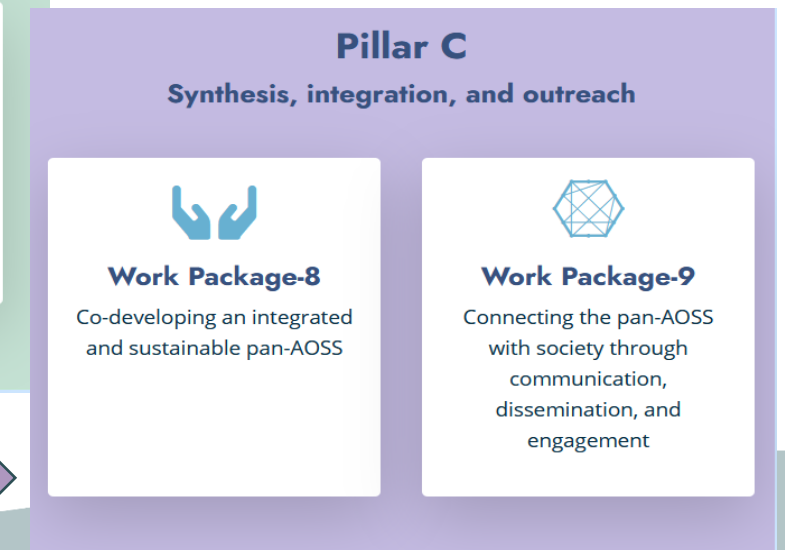 Pillar C
Synthesis, integration, and outreach
Work Package-8
Co-developing an integrated
and sustainable pan-AOSS
Work Package-9
Connecting the pan-AOSS
with society through
communication,
dissemination, and
engagement